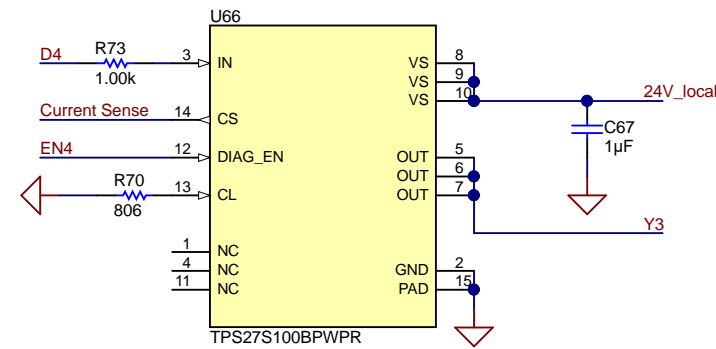 U66
D4
R73
1.00k
3
IN
VS
8
VS
9
VS
10
24V_local
Current Sense
14
CS
C67
1µF
EN4
12
DIAG_EN
OUT
5
OUT
6
OUT
7
R70
806
13
CL
Y3
1
NC
4
NC
11
NC
GND
2
PAD
15
TPS27S100BPWPR